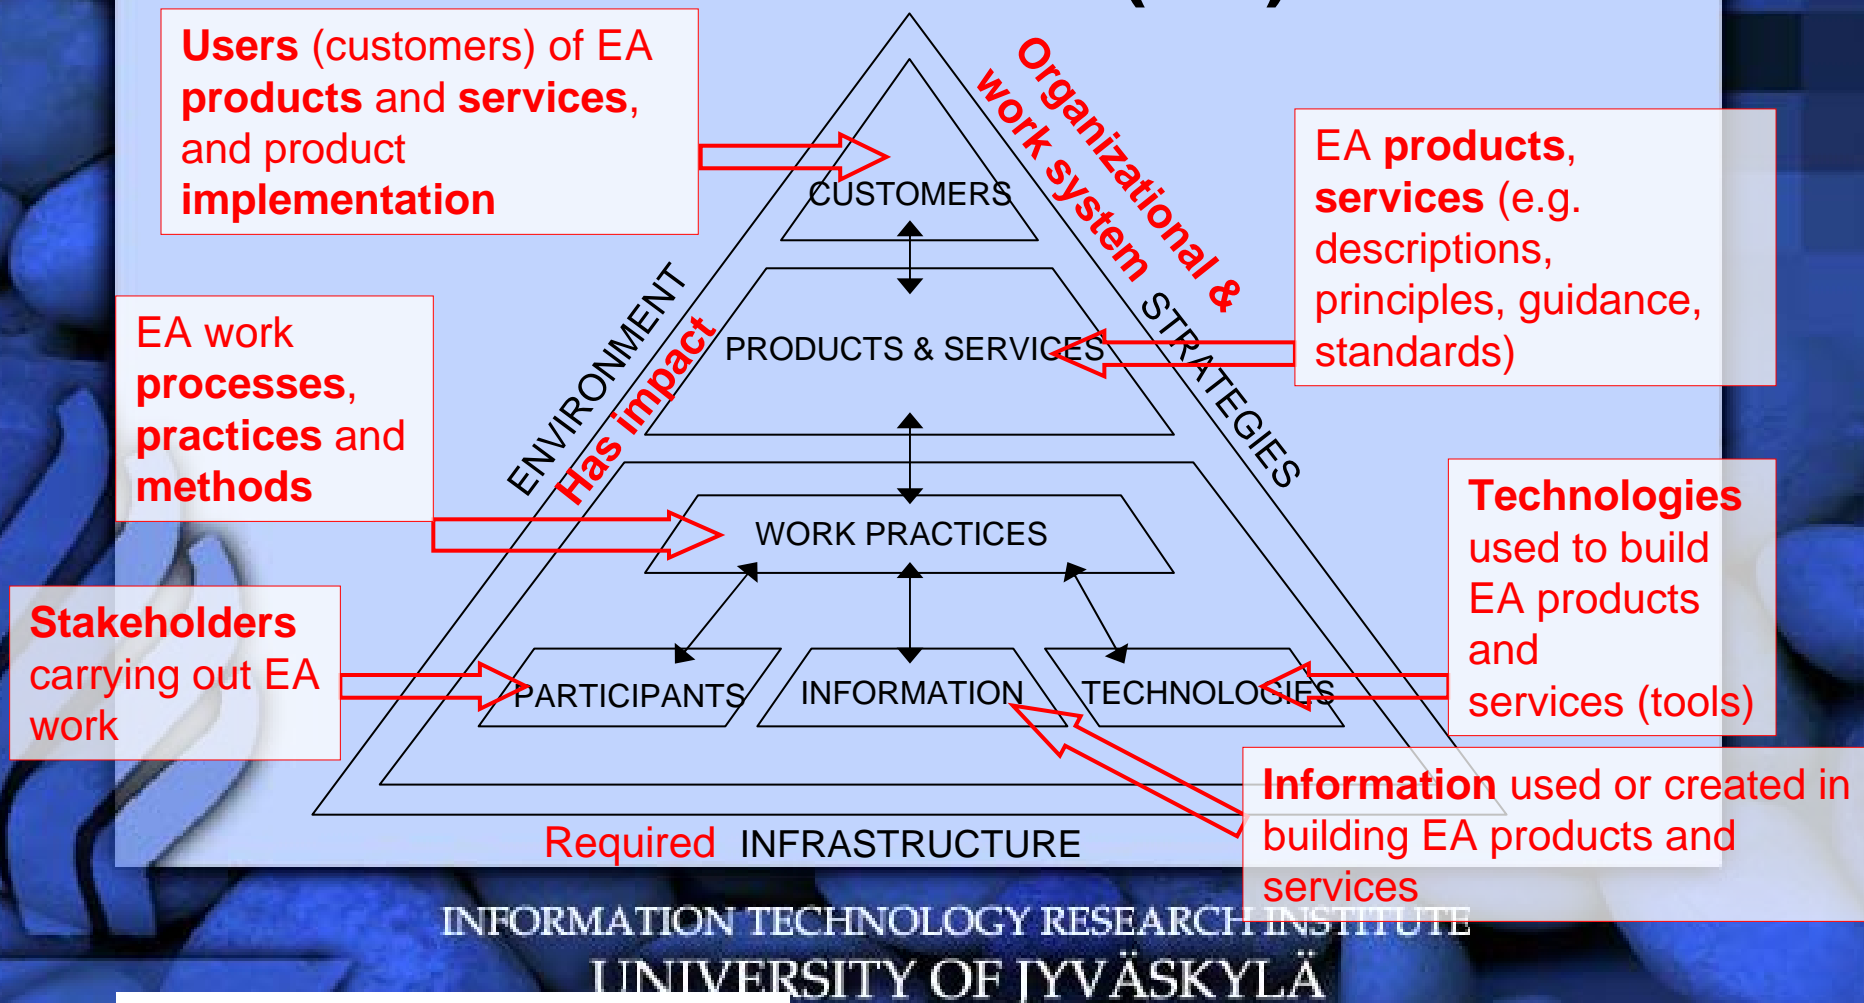 Users (customers) of EA
products and services,
and product
implementation
Organizational &
work system STRATEGIES
EA products,
services (e.g.
descriptions,
principles, guidance,
standards)
CUSTOMERS
ENVIRONMENT
Has impact
PRODUCTS & SERVICES
EA work
processes,
practices and
methods
WORK PRACTICES
Technologies
used to build
EA products
and
services (tools)
Stakeholders
carrying out EA
work
PARTICIPANTS
INFORMATION
TECHNOLOGIES
Information used or created in
building EA products and
services
Required INFRASTRUCTURE
INFORMATION TECHNOLOGY RESEARCH INSTITUTE
UNIVERSITY OF JYVÄSKYLÄ